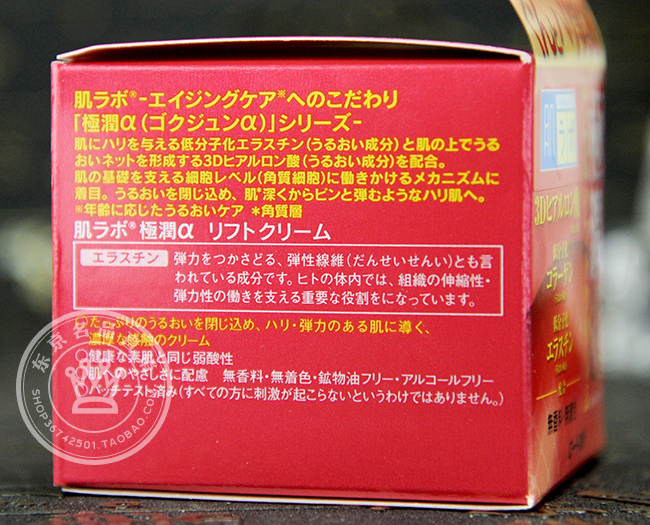 肌ラボ®-エイジングケア※へのこだわり
「極潤α(ゴクジュンα)」シリーズ-
肌にハリを与える低分子化エラスチン(うるおい成分)と肌の上でうる
おいネットを形成する3Dヒアルロン酸(うるおい成分)を配合。
肌の基礎を支える細胞レベル(角質細胞)に働きかけるメカニズムに
着目。うるおいを閉じ込め、肌*深くからピンと弾むようなハリ肌へ。
※年齢に応じたうるおいケア *角質層
肌ラボ® 極潤α リフトクリーム
エラスチン
弾力をつかさどる、弾性線維(だんせいせんい)とも言
われている成分です。ヒトの体内では、組織の伸縮性・
弾力性の働きを支える重要な役割をになっています。
たっぷりのうるおいを閉じ込め、ハリ・弾力のある肌に導く、
濃厚な感触のクリーム
健康な素肌と同じ弱酸性
肌へのやさしさに配慮 無香料・無着色・鉱物油フリー・アルコールフリー
パッチテスト済み(すべての方に刺激が起こらないというわけではありません。)
东京名品
SHOP36742501.TAOBAO.COM
肌ラボ
3Dヒアルロン酸
低分子化
コラーゲン
低分子化
エラスチン
配合